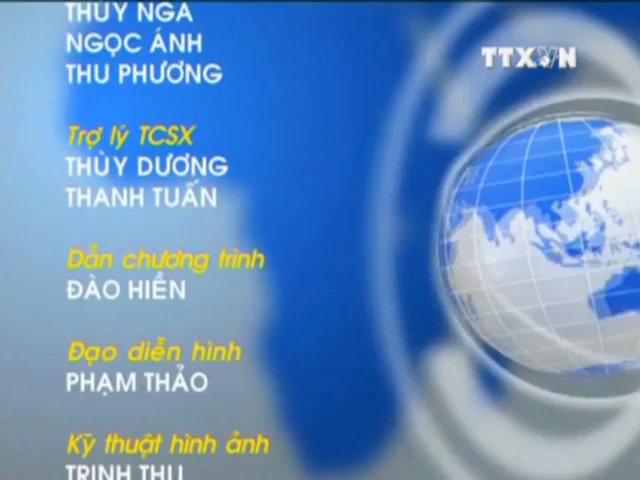 THÚY NGA
NGỌC ÁNH
THU PHƯƠNG
TTXVN
Trợ lý TCSX
THÙY DƯƠNG
THANH TUẤN
Dẫn chương trình
ĐÀO HIỀN
Đạo diễn hình
PHẠM THẢO
Kỹ thuật hình ảnh
TRỊNH THU